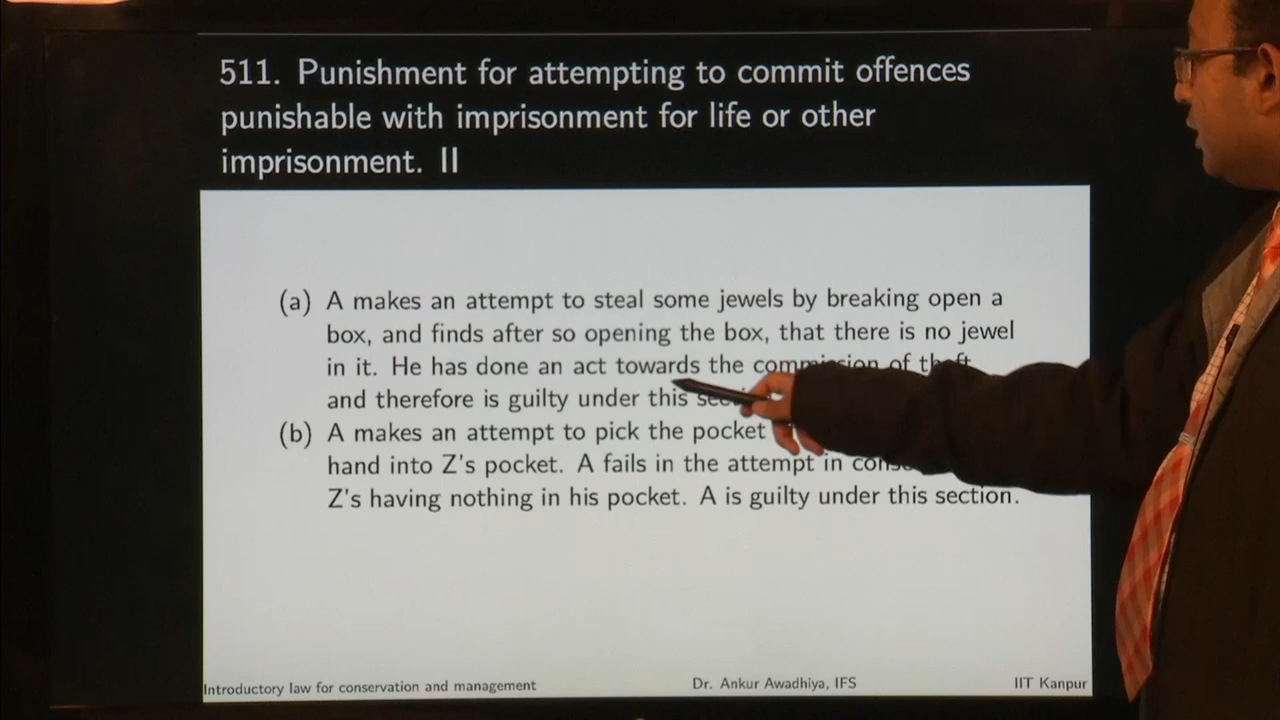 511. Punishment for attempting to commit offences
punishable with imprisonment for life or other
imprisonment. II
(a) A makes an attempt to steal some jewels by breaking open a
box, and finds after so opening the box, that there is no jewel
in it. He has done an act towards the commission of theft
and therefore is guilty under this
(b) A makes an attempt to pick the pocket
hand into Z's pocket. A fails in the attempt in
Z's having nothing in his pocket. A is guilty under this section.
Introductory law for conservation and management Dr. Ankur Awadhiya, IFS IIT Kanpur